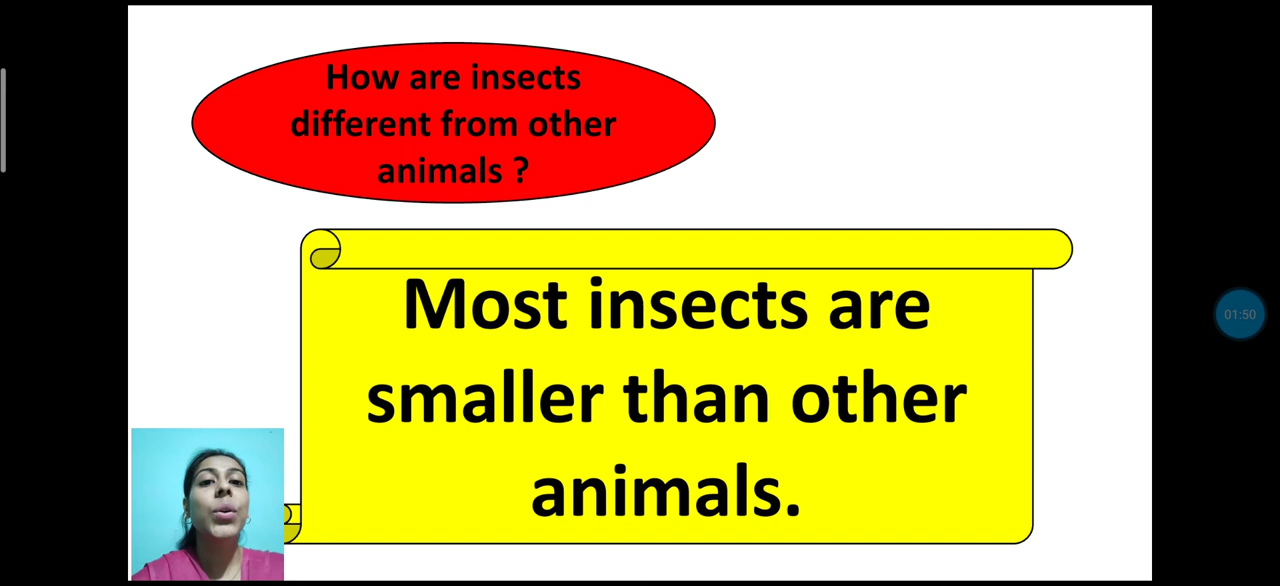 How are insects
different from other
animals ?
Most insects are
smaller than other
animals.
01:50